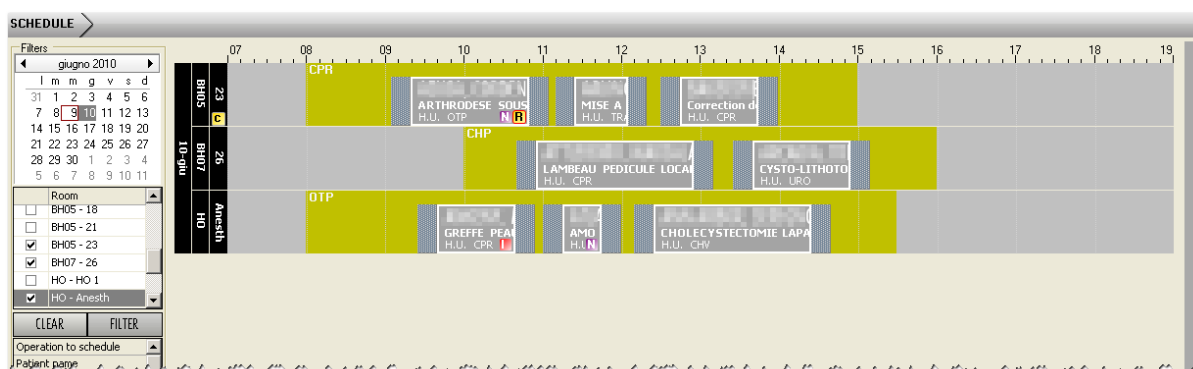 SCHEDULE
Filters
giugno 2010
l m m g v s d
31 1 2 3 4 5 6
7 8 9 10 11 12 13
14 15 16 17 18 19 20
21 22 23 24 25 26 27
28 29 30 1 2 3 4
5 6 7 8 9 10 11
Room
BH05 - 18
BH05 - 21
BH05 - 23
BH07 - 26
HO - HO 1
HO - Anesth
CLEAR FILTER
Operation to schedule
Patient name
07 08 09 10 11 12 13 14 15 16 17 18 19
10-giu
BH05 23 C
CPR
ARTHRODESE SOUS
H.U. OTP N R
MISE A
H.U. TRA
Correction d
H.U. CPR
BH07 26
CHP
LAMBEAU PEDICULE LOCAL
H.U. CPR
CYSTO-LITHOTO
H.U. URO
HO Anesth
OTP
GREFFE PEAU
H.U. CPR I
AMO
H.U. N
CHOLECYSTECTOMIE LAPA
H.U. CHV